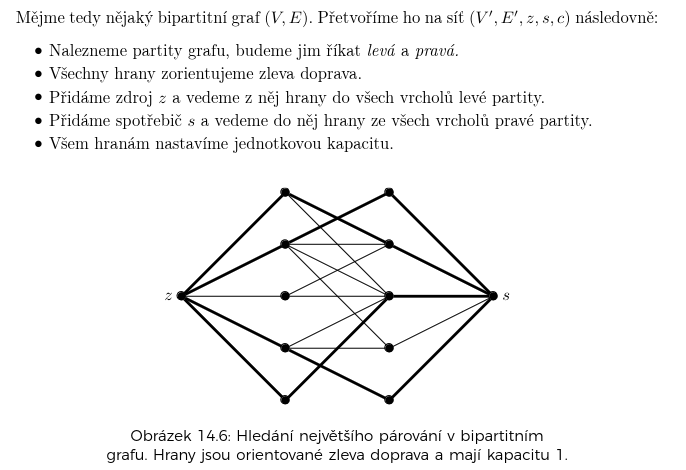 Mějme tedy nějaký bipartitní graf (V, E). Přetvoříme ho na síť (V′, E′, z, s, c) následovně:
• Nalezneme partity grafu, budeme jim říkat levá a pravá.
• Všechny hrany zorientujeme zleva doprava.
• Přidáme zdroj z a vedeme z něj hrany do všech vrcholů levé partity.
• Přidáme spotřebič s a vedeme do něj hrany ze všech vrcholů pravé partity.
• Všem hranám nastavíme jednotkovou kapacitu.
z
s
Obrázek 14.6: Hledání největšího párování v bipartitním
grafu. Hrany jsou orientované zleva doprava a mají kapacitu 1.